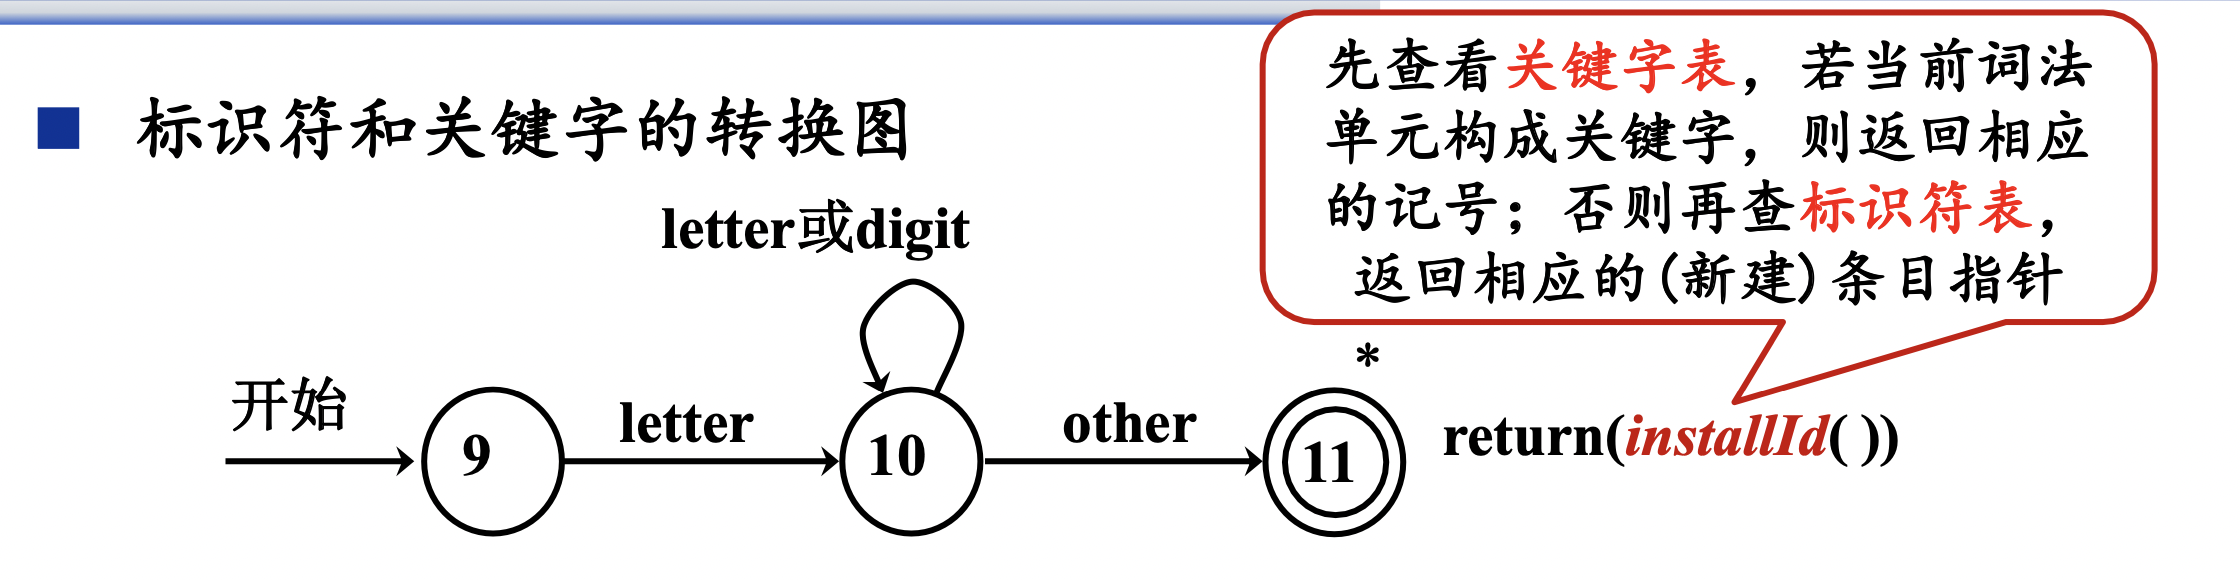 先查看关键字表，若当前词法
单元构成关键字，则返回相应
的记号；否则再查标识符表，
返回相应的(新建)条目指针
标识符和关键字的转换图
letter或digit
开始
letter
other
*
9
10
11
return(installId( ))